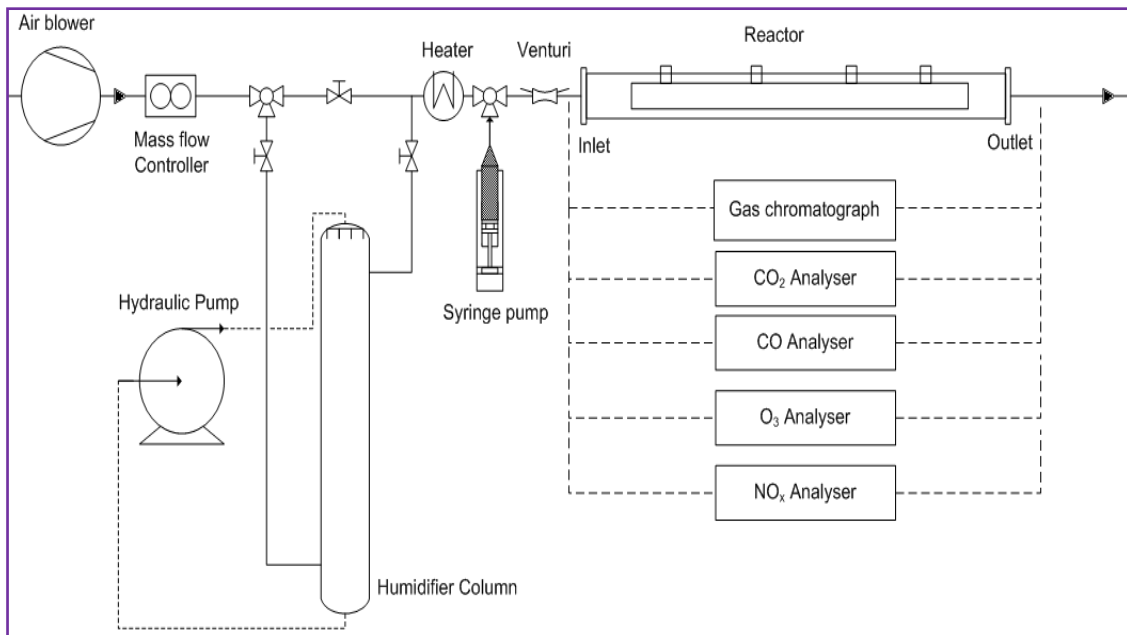 Air blower
Mass flow
Controller
Heater
Venturi
Reactor
Inlet
Outlet
Gas chromatograph
CO₂ Analyser
CO Analyser
O₃ Analyser
NOₓ Analyser
Syringe pump
Hydraulic Pump
Humidifier Column